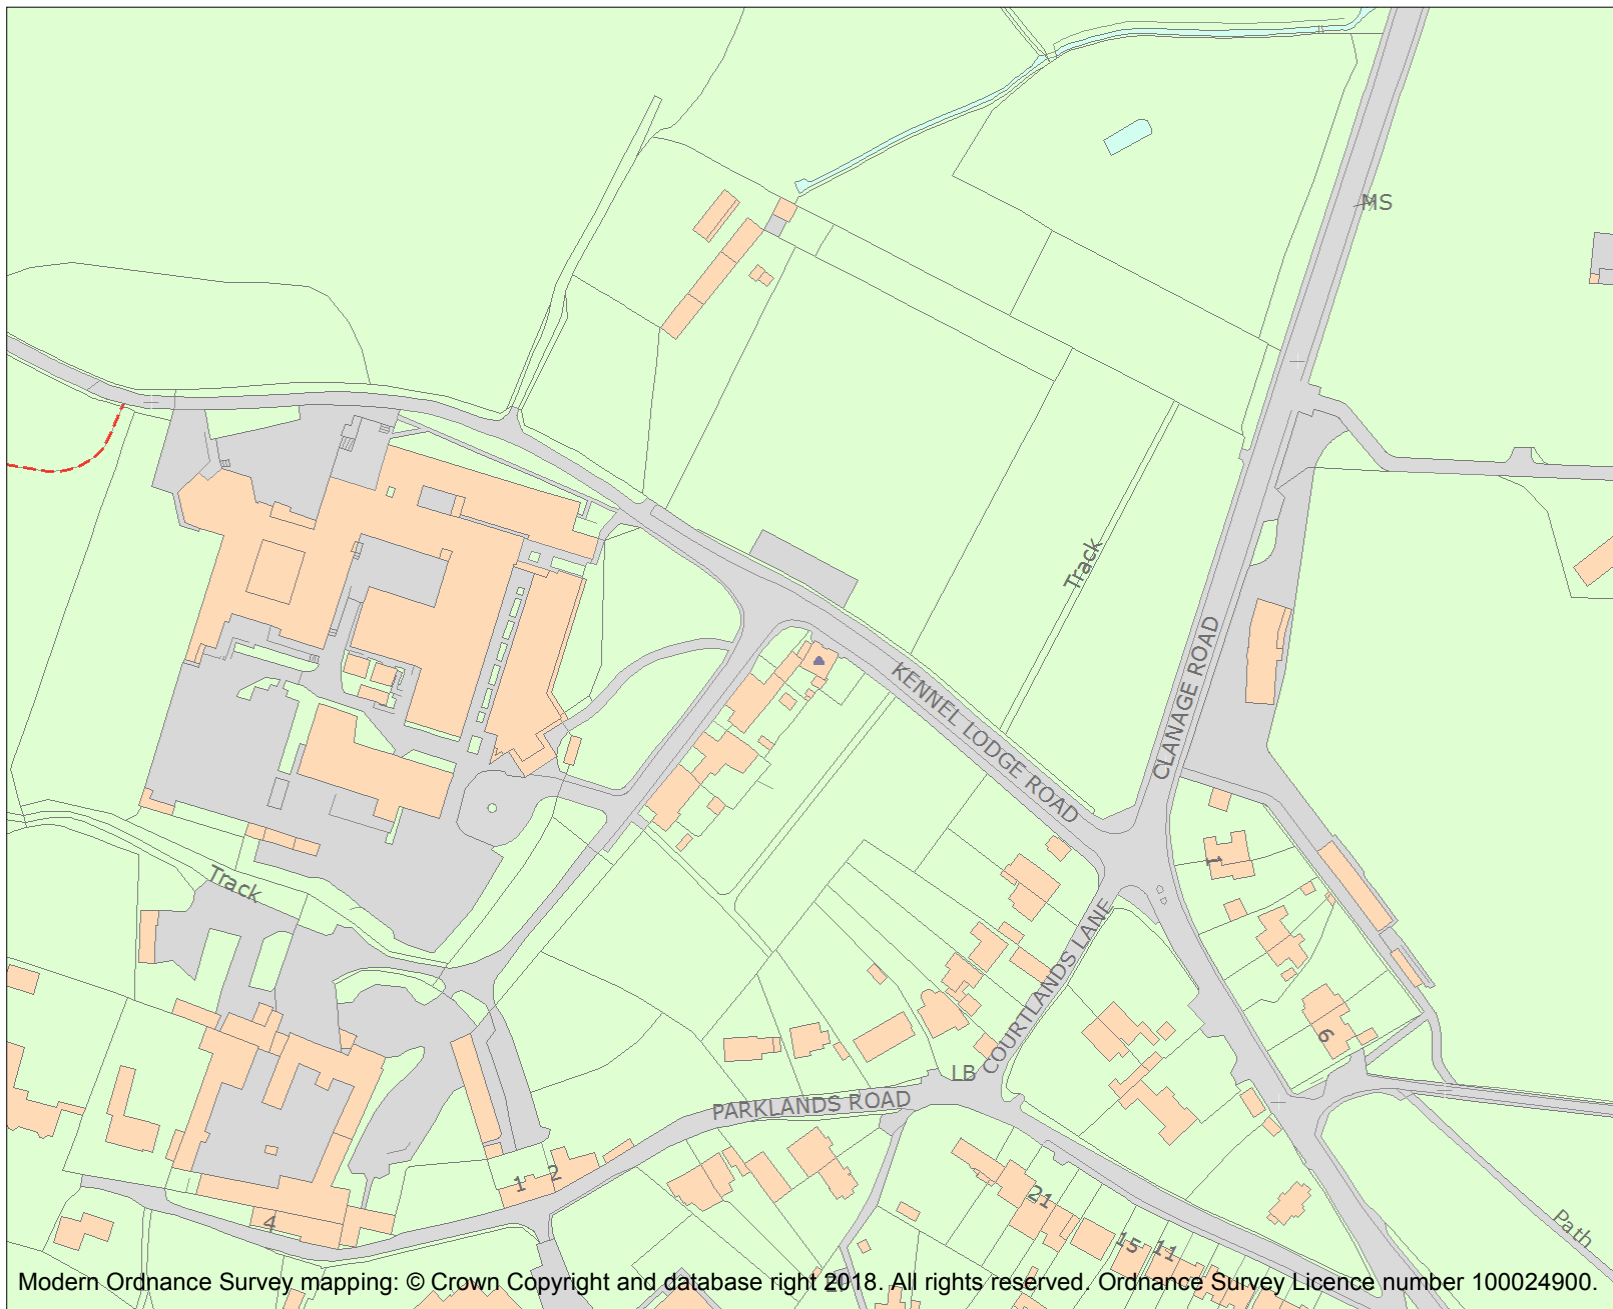 MS
Track
CLANAGE ROAD
KENNEL LODGE ROAD
1
Track
COURTLANDS LANE
6
LB
PARKLANDS ROAD
1
2
21
4
15
11
Path
Modern Ordnance Survey mapping: © Crown Copyright and database right 2018. All rights reserved. Ordnance Survey Licence number 100024900.